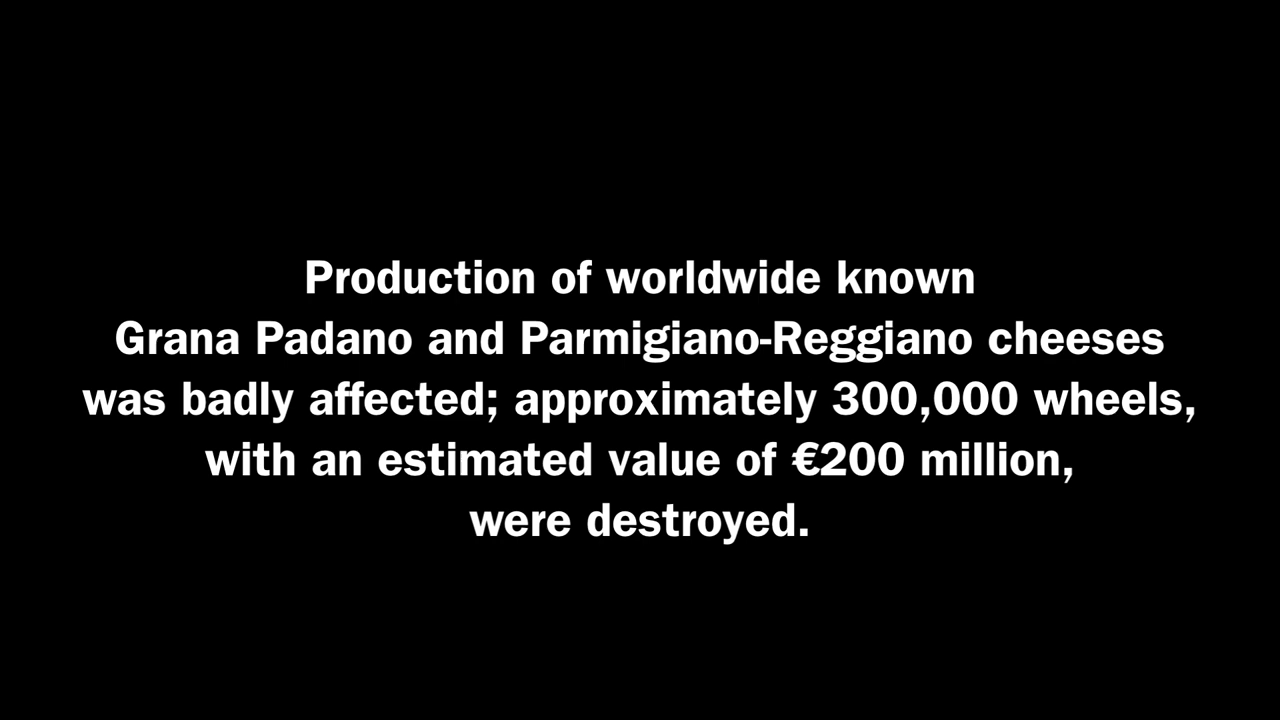 Production of worldwide known
Grana Padano and Parmigiano-Reggiano cheeses
was badly affected; approximately 300,000 wheels,
with an estimated value of €200 million,
were destroyed.